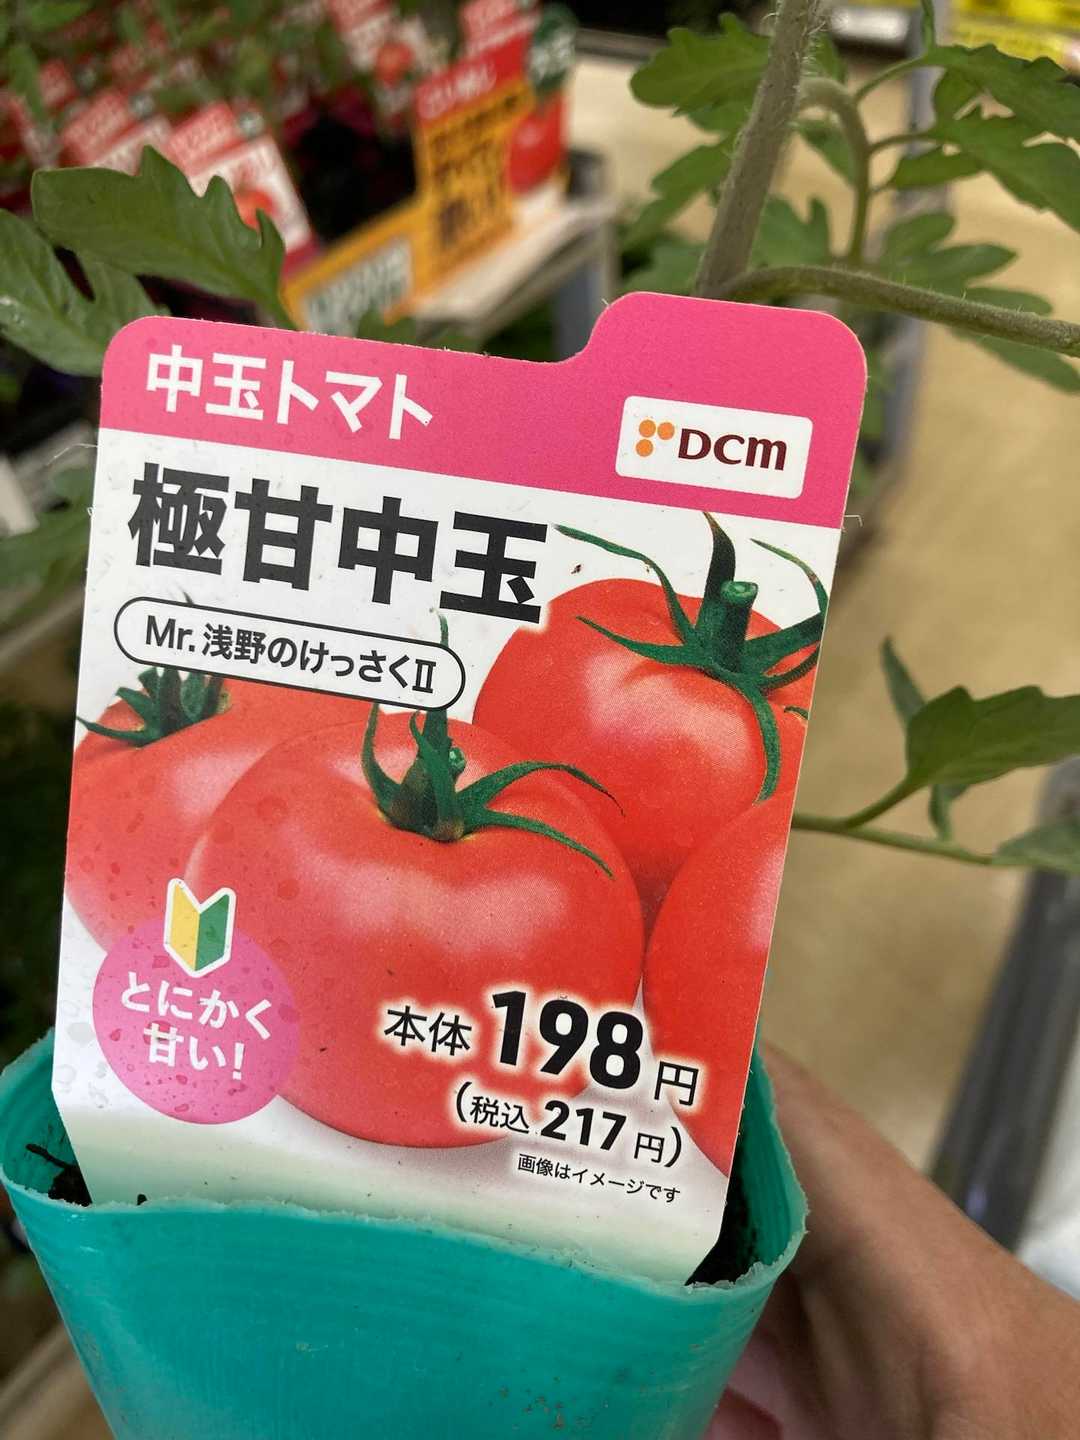 中玉トマト
DCM
極甘中玉
Mr.浅野のけっさくⅡ
とにかく
甘い!
本体 198 円
(税込 217 円)
画像はイメージです